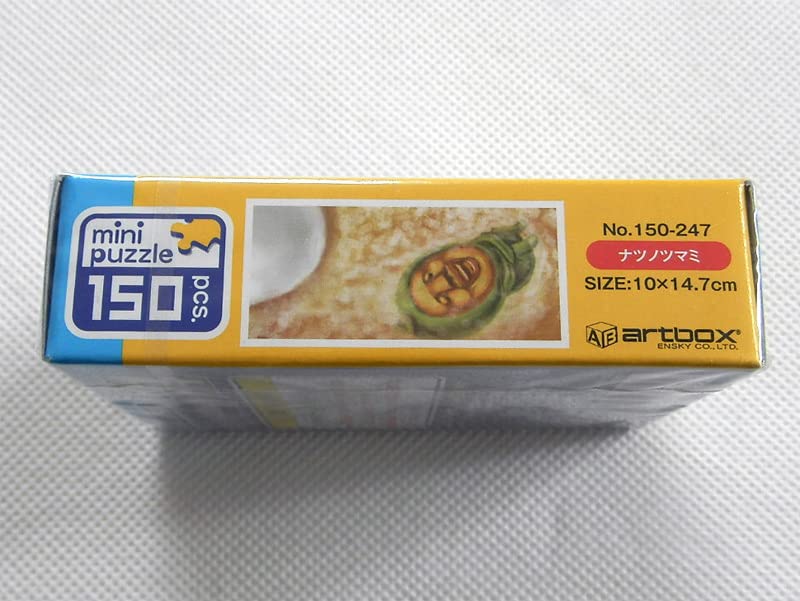 mini
puzzle
150
pcs.
No.150-247
ナツノツマミ
SIZE:10×14.7cm
AB artbox®
ENSKY CO.,LTD.